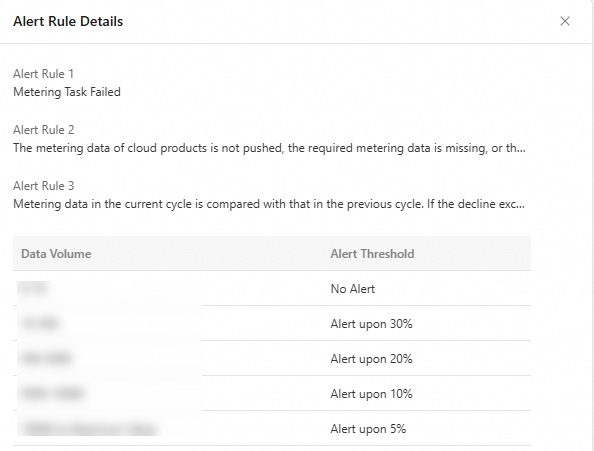 Alert Rule Details
Alert Rule 1
Metering Task Failed
Alert Rule 2
The metering data of cloud products is not pushed, the required metering data is missing, or th...
Alert Rule 3
Metering data in the current cycle is compared with that in the previous cycle. If the decline exc...
Data Volume Alert Threshold
No Alert
Alert upon 30%
Alert upon 20%
Alert upon 10%
Alert upon 5%